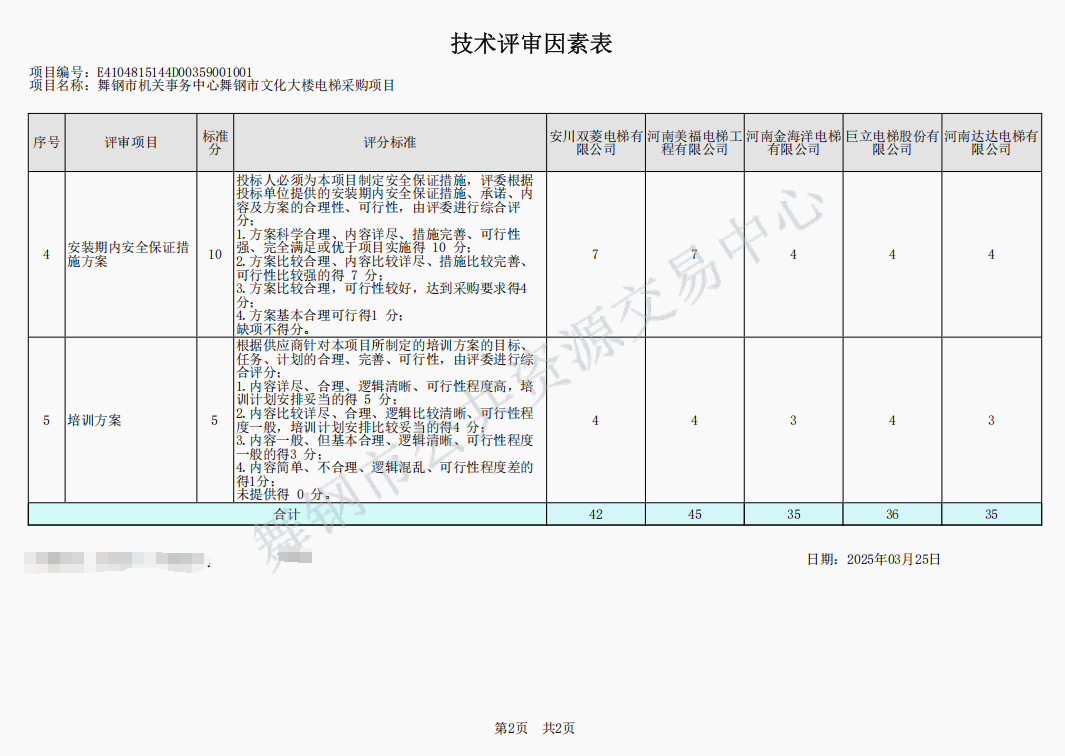 技术评审因素表
项目编号: E4104815144D00359001001
项目名称: 舞钢市机关事务中心舞钢市文化大楼电梯采购项目
序号
评审项目
标准
分
评分标准
安川双菱电梯有
限公司
河南美福电梯工
程有限公司
河南金海洋电梯
有限公司
巨立电梯股份有
限公司
河南达达电梯有
限公司
4
安装期内安全保证措
施方案
10
投标人必须为本项目制定安全保证措施，评委根据
投标单位提供的安装期内安全保证措施、承诺、内
容及方案的合理性、可行性，由评委进行综合评
分;
1.方案科学合理、内容详尽、措施完善、可行性
强、完全满足或优于项目实施得 10 分;
2.方案比较合理、内容比较详尽、措施比较完善、
可行性比较强的得 7 分;
3.方案比较合理，可行性较好，达到采购要求得4
分;
4.方案基本合理可行得1 分;
缺项不得分。
7
7
4
4
4
5
培训方案
5
根据供应商针对本项目所制定的培训方案的目标、
任务、计划的合理、完善、可行性，由评委进行综
合评分;
1.内容详尽、合理、逻辑清晰、可行性程度高，培
训计划安排妥当的得 5 分;
2.内容比较详尽、合理、逻辑比较清晰、可行性程
度一般，培训计划安排比较妥当的得4 分;
3.内容一般、但基本合理、逻辑清晰、可行性程度
一般的得3 分;
4.内容简单、不合理、逻辑混乱、可行性程度差的
得1分;
未提供得 0 分。
4
4
3
4
3
合计
42
45
35
36
35
日期: 2025年03月25日
第2页 共2页
舞钢市公共资源交易中心